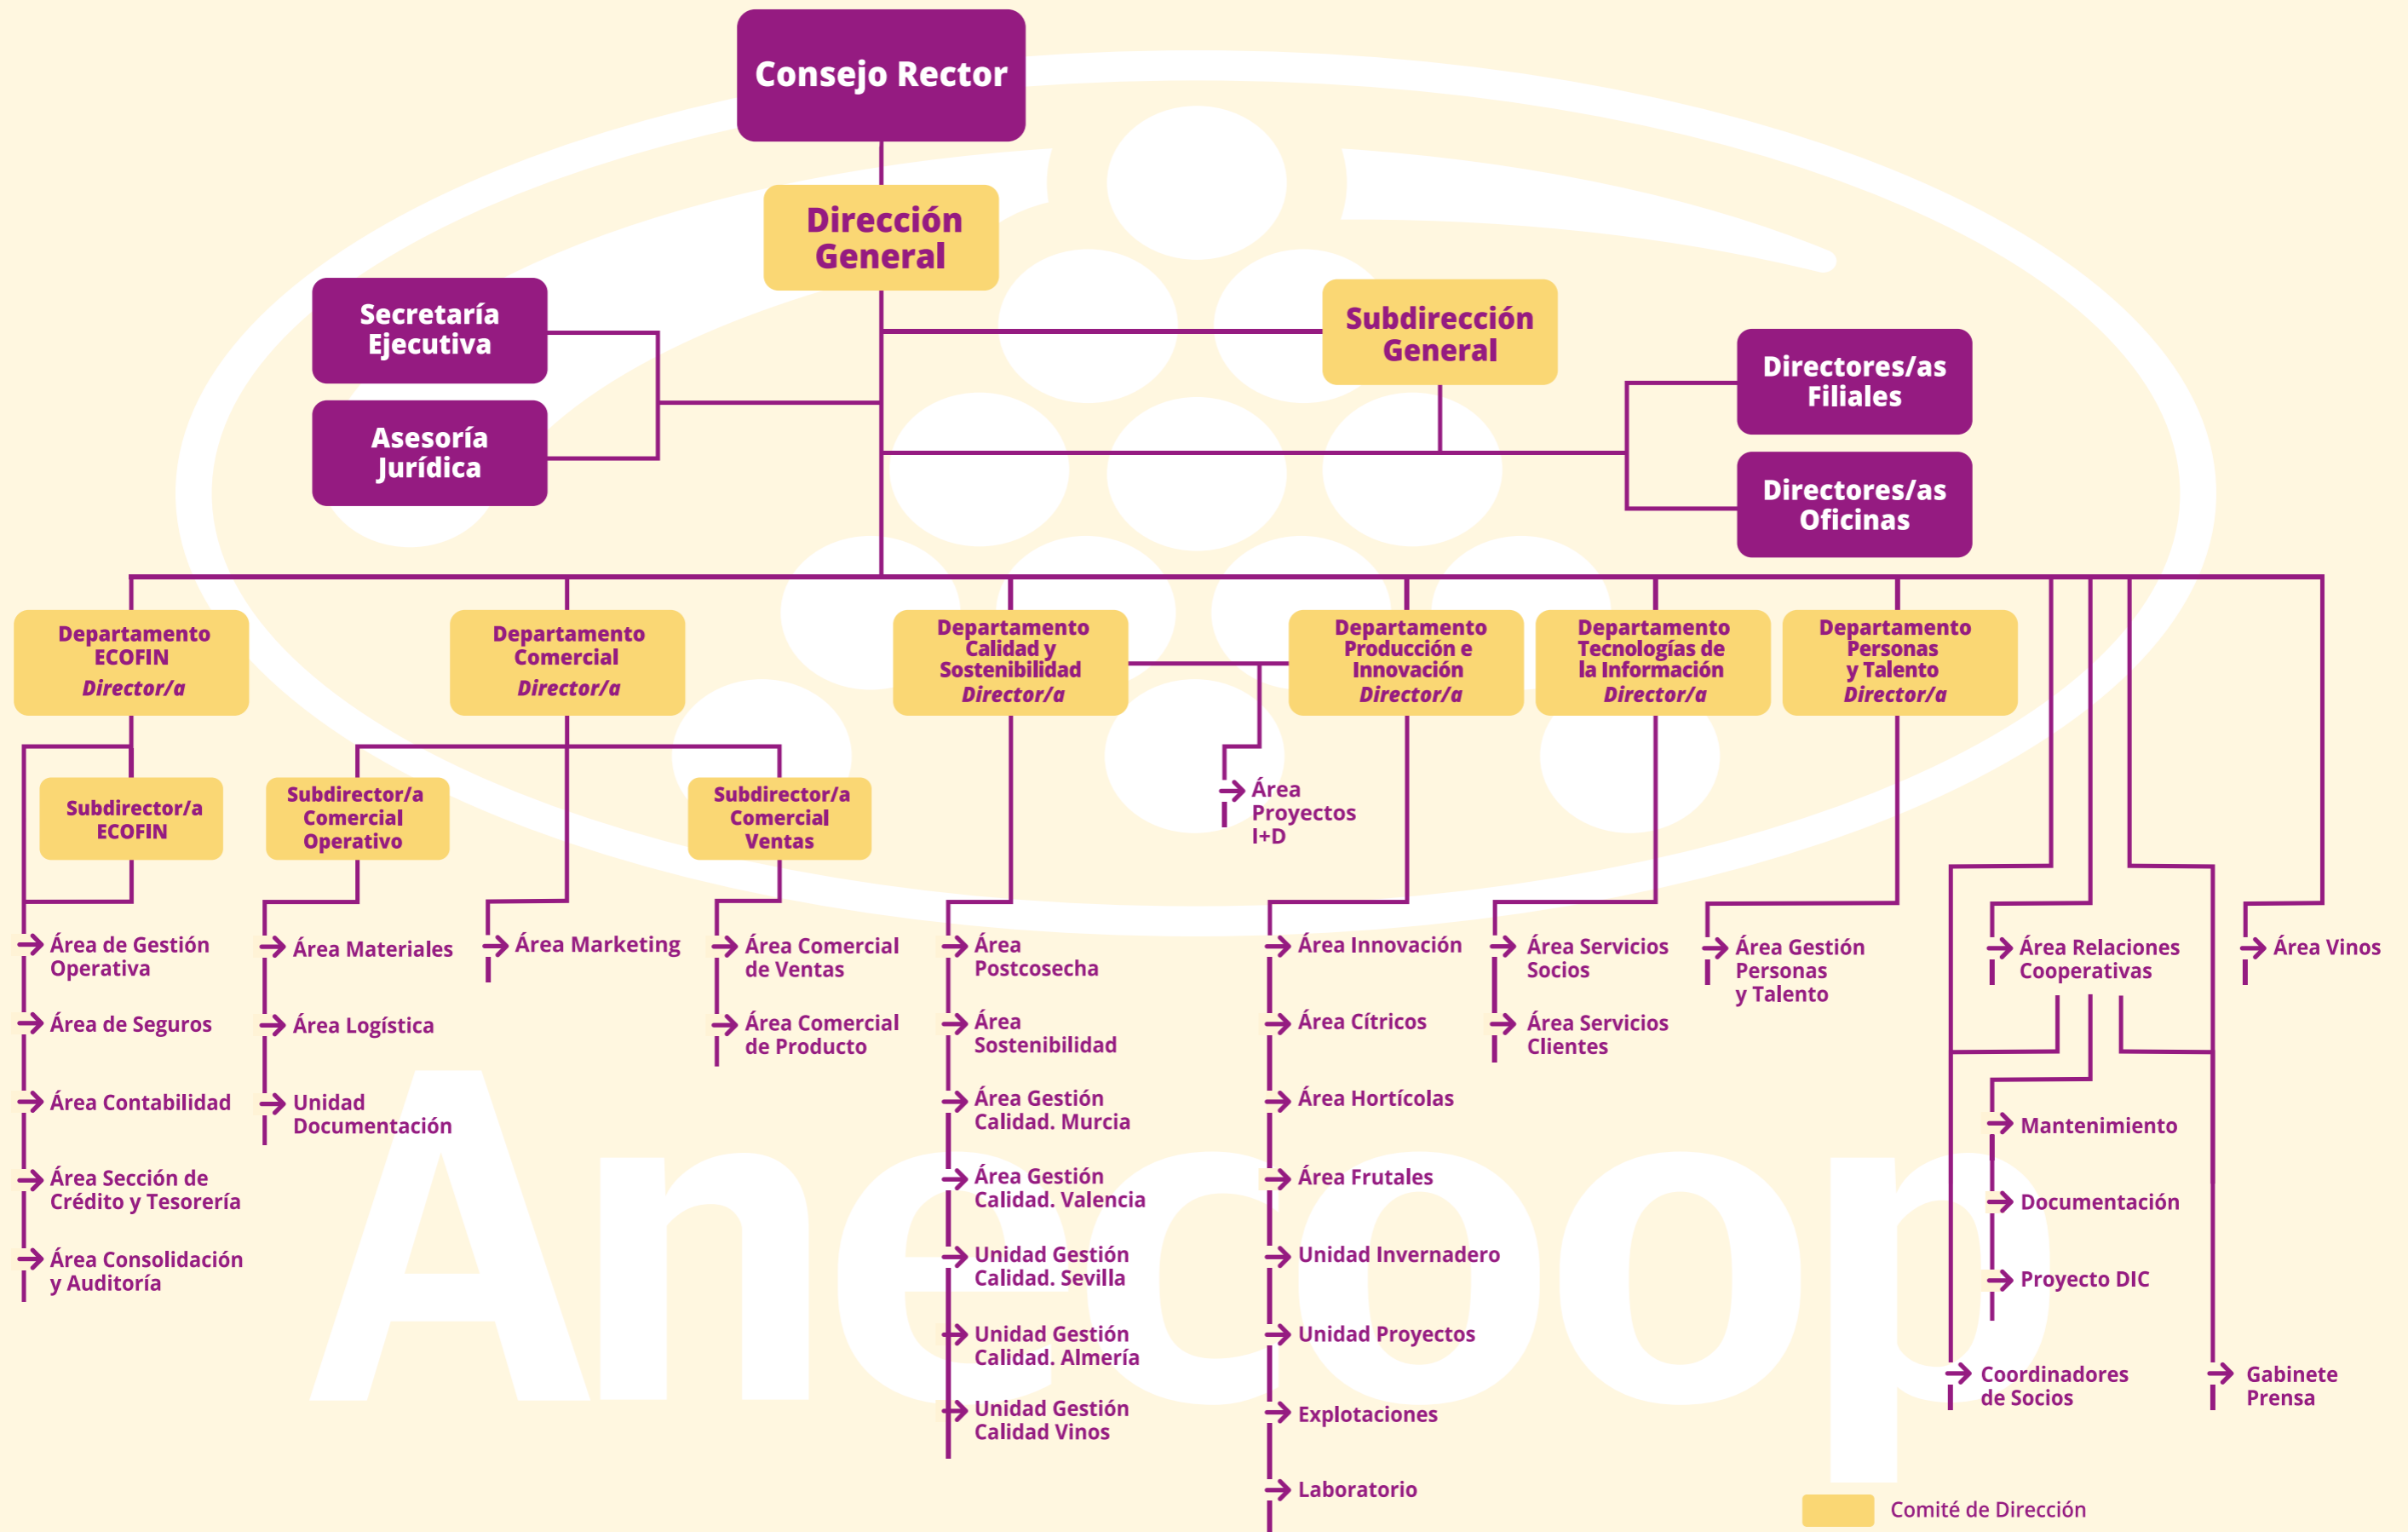 Consejo Rector
Dirección
General
Secretaría
Ejecutiva
Asesoría
Jurídica
Subdirección
General
Directores/as
Filiales
Directores/as
Oficinas
Departamento
ECOFIN
Director/a
Departamento
Comercial
Director/a
Departamento
Calidad y
Sostenibilidad
Director/a
Departamento
Producción e
Innovación
Director/a
Departamento
Tecnologías de
la Información
Director/a
Departamento
Personas
y Talento
Director/a
Subdirector/a
ECOFIN
Subdirector/a
Comercial
Operativo
Subdirector/a
Comercial
Ventas
Área
Proyectos
I+D
Área de Gestión
Operativa
Área de Seguros
Área Contabilidad
Área Sección de
Crédito y Tesorería
Área Consolidación
y Auditoría
Área Materiales
Área Logística
Unidad
Documentación
Área Marketing
Área Comercial
de Ventas
Área Comercial
de Producto
Área
Postcosecha
Área
Sostenibilidad
Área Gestión
Calidad. Murcia
Área Gestión
Calidad. Valencia
Unidad Gestión
Calidad. Sevilla
Unidad Gestión
Calidad. Almería
Unidad Gestión
Calidad Vinos
Área Innovación
Área Cítricos
Área Hortícolas
Área Frutales
Unidad Invernadero
Unidad Proyectos
Explotaciones
Laboratorio
Área Servicios
Socios
Área Servicios
Clientes
Área Gestión
Personas
y Talento
Área Relaciones
Cooperativas
Mantenimiento
Documentación
Proyecto DIC
Coordinadores
de Socios
Gabinete
Prensa
Área Vinos
Anecoop
Comité de Dirección